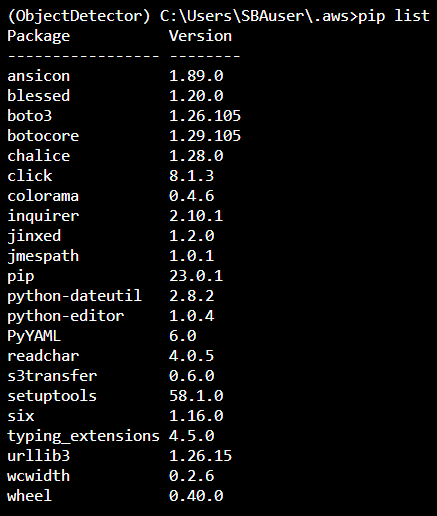 (ObjectDetector) C:\Users\SBAuser\.aws>pip list
Package           Version
----------------- --------
ansicon           1.89.0
blessed           1.20.0
boto3             1.26.105
botocore          1.29.105
chalice           1.28.0
click             8.1.3
colorama          0.4.6
inquirer          2.10.1
jinxed            1.2.0
jmespath          1.0.1
pip               23.0.1
python-dateutil   2.8.2
python-editor     1.0.4
PyYAML            6.0
readchar          4.0.5
s3transfer        0.6.0
setuptools        58.1.0
six               1.16.0
typing_extensions 4.5.0
urllib3           1.26.15
wcwidth           0.2.6
wheel             0.40.0